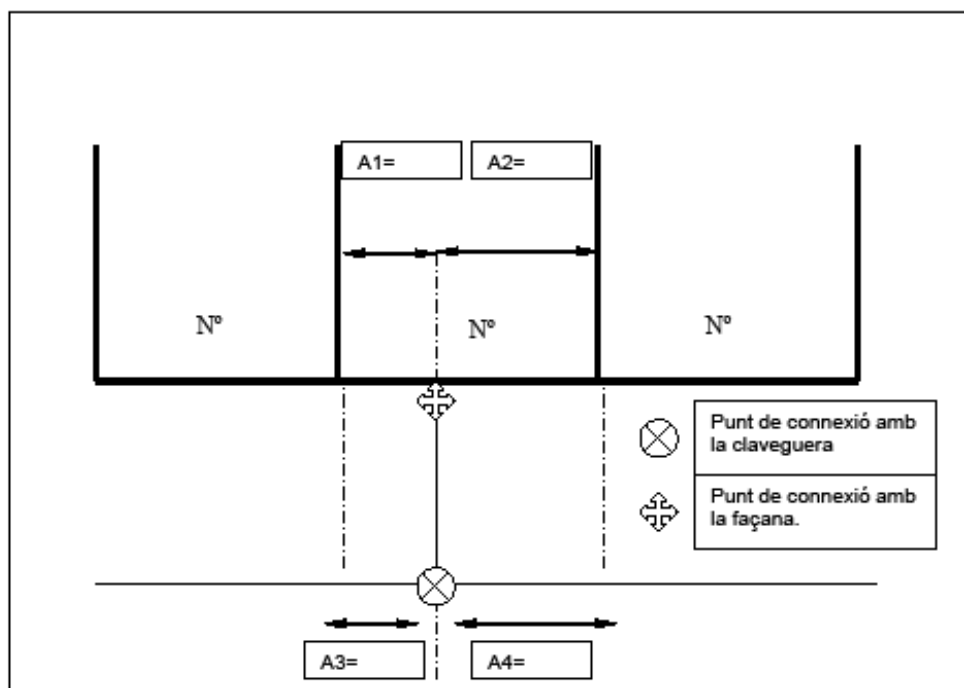 A1=
A2=
Nº
Nº
Nº
Punt de connexió amb
la claveguera
Punt de connexió amb
la façana.
A3=
A4=